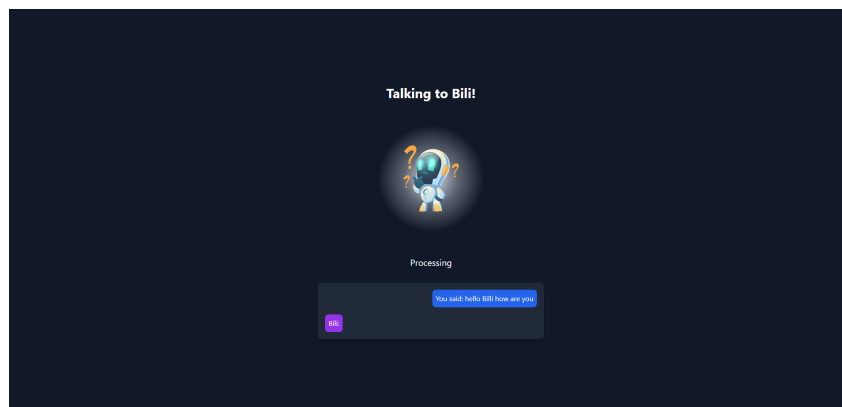 Talking to Bili!
? ? ?
Processing
You said: hello Billi how are you
Bili: